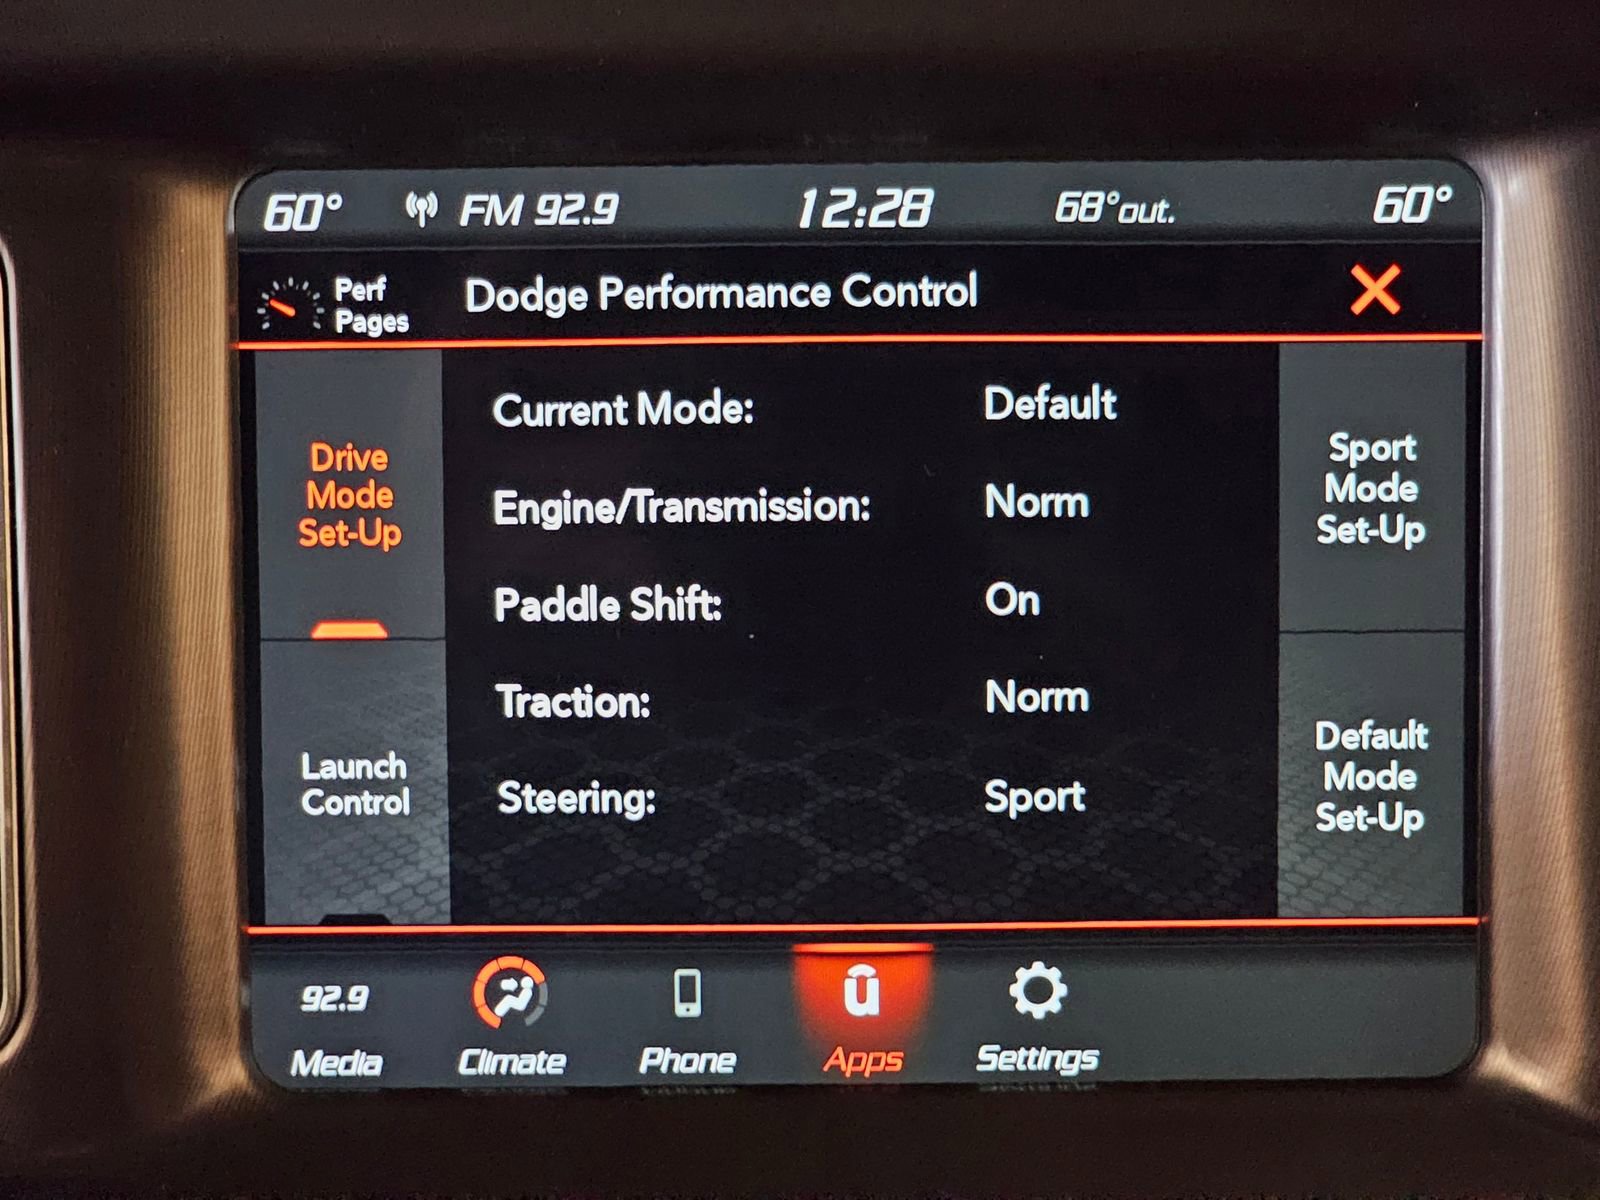 60° FM 92.9 12:28 68°out. 60°
Perf
Pages
Dodge Performance Control
Drive
Mode
Set-Up
Launch
Control
Current Mode: Default
Engine/Transmission: Norm
Paddle Shift: On
Traction: Norm
Steering: Sport
Sport
Mode
Set-Up
Default
Mode
Set-Up
92.9
Media Climate Phone Apps Settings